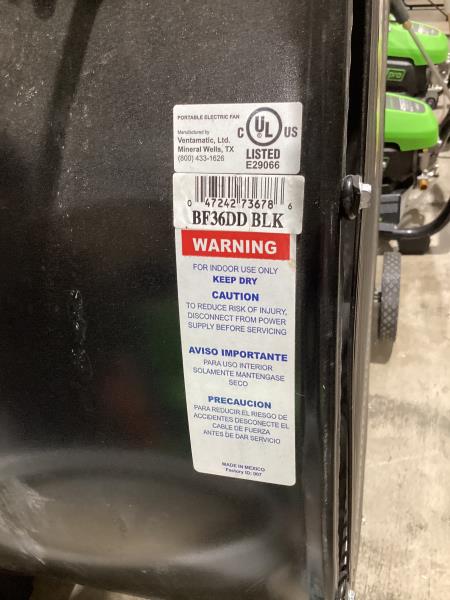 PORTABLE ELECTRIC FAN
Manufactured by
Ventamatic, Ltd.
Mineral Wells, TX
(800) 433-1626
C UL US
LISTED
E29066
0 47242 73678 6
BF36DD BLK
WARNING
FOR INDOOR USE ONLY
KEEP DRY
CAUTION
TO REDUCE RISK OF INJURY,
DISCONNECT FROM POWER
SUPPLY BEFORE SERVICING
AVISO IMPORTANTE
PARA USO INTERIOR
SOLAMENTE MANTENGASE
SECO
PRECAUCION
PARA REDUCIR EL RIESGO DE
ACCIDENTES DESCONECTE EL
CABLE DE FUERZA
ANTES DE DAR SERVICIO
MADE IN MEXICO
Factory ID: 007
pro